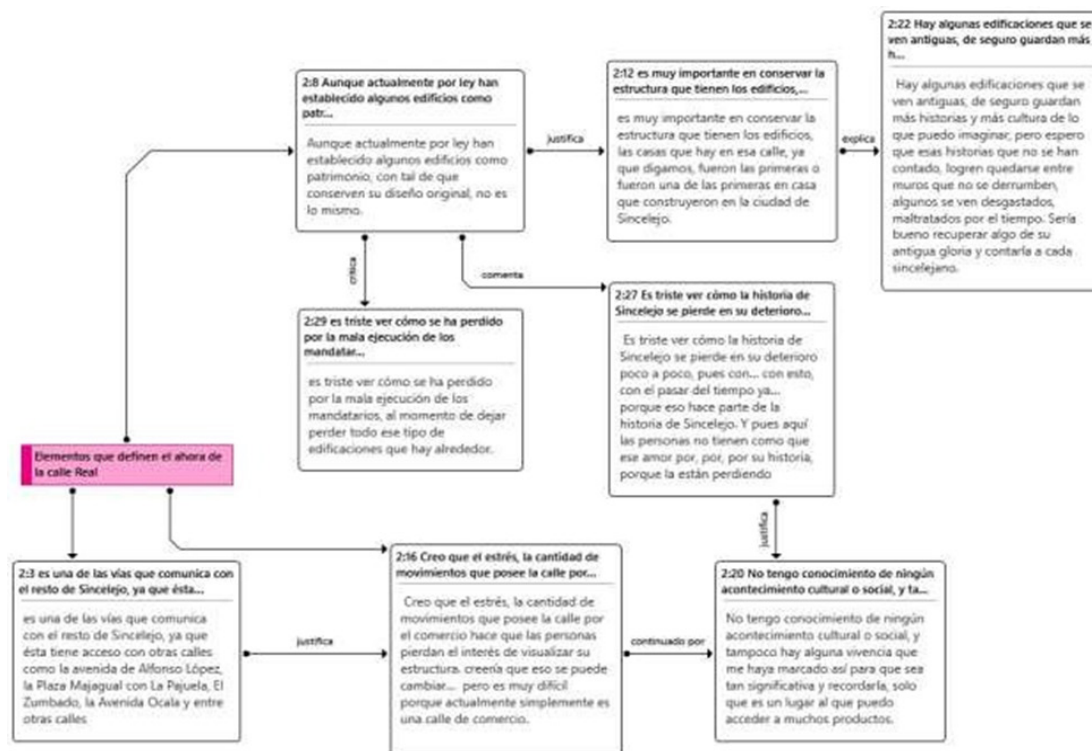 2:22 Hay algunas edificaciones que se
ven antiguas, de seguro guardan más
h...
Hay algunas edificaciones que se
ven antiguas, de seguro guardan
más historias y más cultura de lo
que puedo imaginar, pero espero
que esas historias que no se han
contado, logren quedarse entre
muros que no se derrumben,
algunos se ven desgastados,
maltratados por el tiempo. Sería
bueno recuperar algo de su
antigua gloria y contarla a cada
sincelejano.
2:8 Aunque actualmente por ley han
establecido algunos edificios como
patr...
Aunque actualmente por ley han
establecido algunos edificios como
patrimonio, con tal de que
conserven su diseño original, no es
lo mismo.
justifica
2:12 es muy importante en conservar la
estructura que tienen los edificios,...
es muy importante en conservar la
estructura que tienen los edificios,
las casas que hay en esa calle, ya
que digamos, fueron las primeras o
fueron una de las primeras en casa
que construyeron en la ciudad de
Sincelejo.
explica
critica
comenta
2:29 es triste ver cómo se ha perdido
por la mala ejecución de los
mandatar...
es triste ver cómo se ha perdido
por la mala ejecución de los
mandatarios, al momento de dejar
perder todo ese tipo de
edificaciones que hay alrededor.
2:27 Es triste ver cómo la historia de
Sincelejo se pierde en su deterioro...
Es triste ver cómo la historia de
Sincelejo se pierde en su deterioro
poco a poco, pues con... con esto,
con el pasar del tiempo ya...
porque eso hace parte de la
historia de Sincelejo. Y pues aquí
las personas no tienen como que
ese amor por, por, por su historia,
porque la están perdiendo
Elementos que definen el ahora de
la calle Real
justifica
2:3 es una de las vías que comunica con
el resto de Sincelejo, ya que ésta...
es una de las vías que comunica
con el resto de Sincelejo, ya que
ésta tiene acceso con otras calles
como la avenida de Alfonso López,
la Plaza Majagual con La Pajuela, El
Zumbado, la Avenida Ocala y entre
otras calles
justifica
2:16 Creo que el estrés, la cantidad de
movimientos que posee la calle por...
Creo que el estrés, la cantidad de
movimientos que posee la calle por
el comercio hace que las personas
pierdan el interés de visualizar su
estructura. creería que eso se puede
cambiar... pero es muy difícil
porque actualmente simplemente es
una calle de comercio.
continuado por
2:20 No tengo conocimiento de ningún
acontecimiento cultural o social, y ta...
No tengo conocimiento de ningún
acontecimiento cultural o social, y
tampoco hay alguna vivencia que
me haya marcado así para que sea
tan significativa y recordarla, solo
que es un lugar al que puedo
acceder a muchos productos.